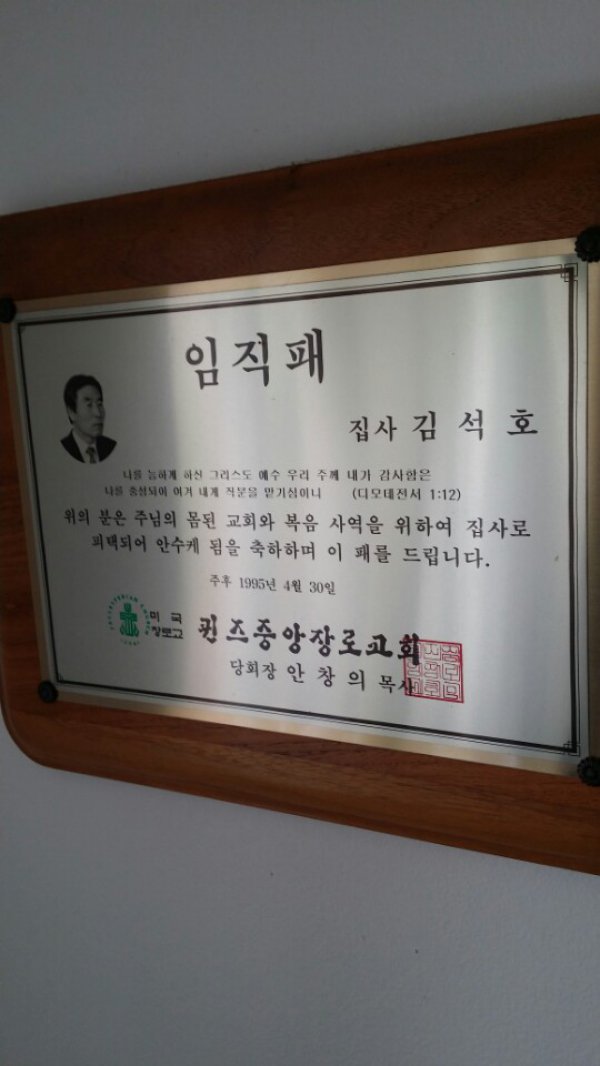 임직패
집사 김 석 호
나를 능하게 하신 그리스도 예수 우리 주께 내가 감사함은
나를 충성되이 여겨 내게 직분을 맡기심이니 (디모데전서 1:12)
위의 분은 주님의 몸된 교회와 복음 사역을 위하여 집사로
피택되어 안수케 됨을 축하하며 이 패를 드립니다.
주후 1995년 4월 30일
미국
장로교
퀸즈중앙장로교회
당회장 안 창 의 목사